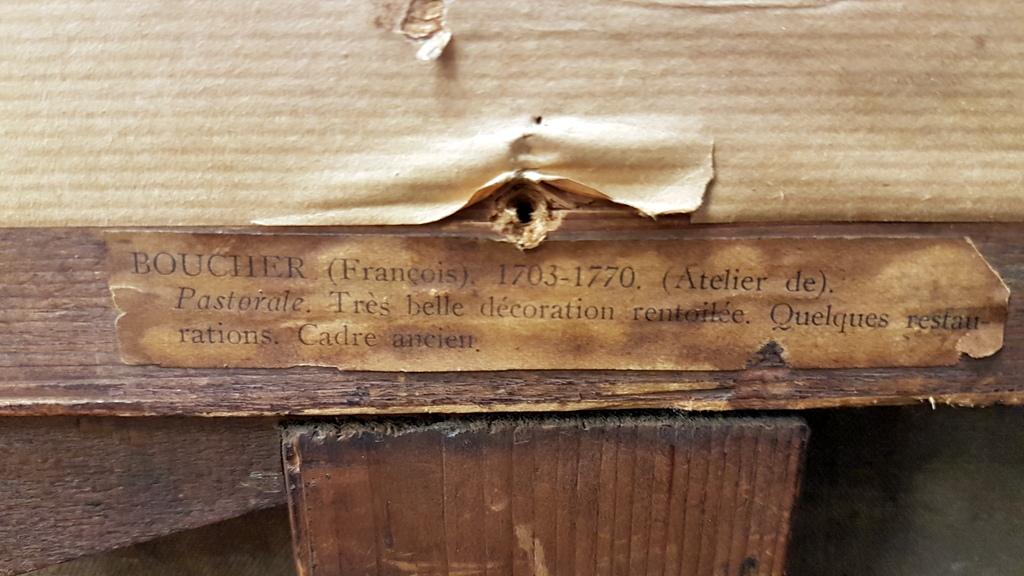 BOUCHER (François). 1703-1770. (Atelier de).
Pastorale. Très belle décoration rentoilée. Quelques restau
rations. Cadre ancien.